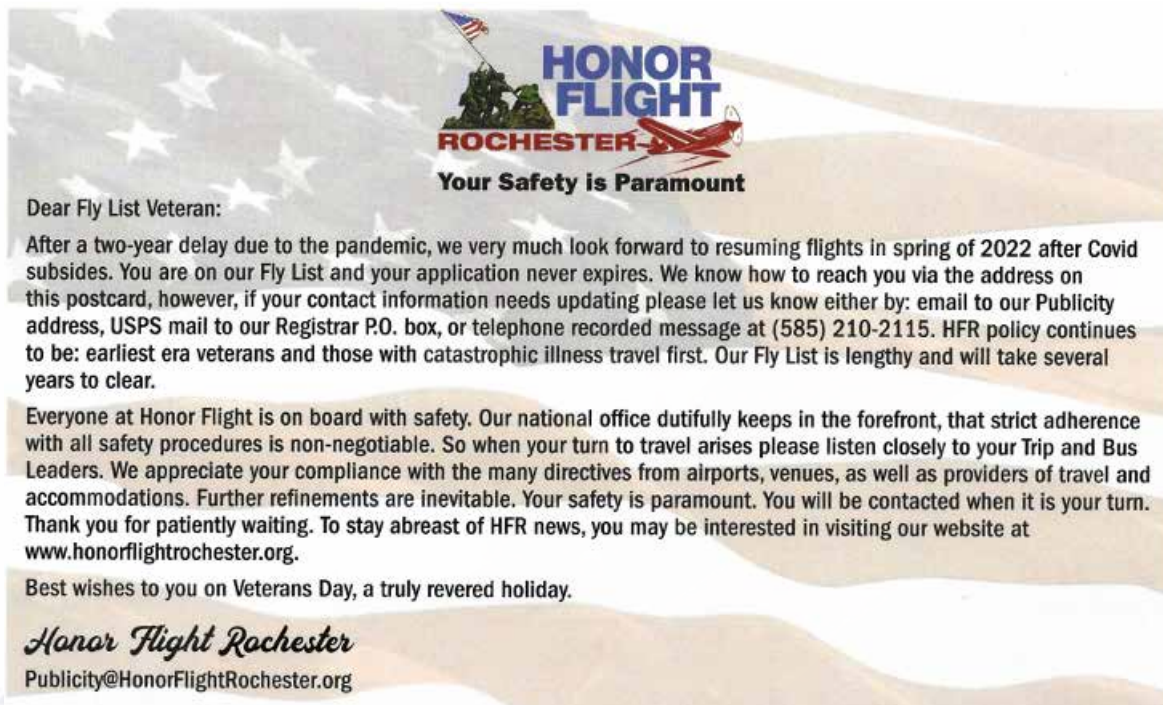 HONOR
FLIGHT
ROCHESTER
Your Safety is Paramount
Dear Fly List Veteran:
After a two-year delay due to the pandemic, we very much look forward to resuming flights in spring of 2022 after Covid
subsides. You are on our Fly List and your application never expires. We know how to reach you via the address on
this postcard, however, if your contact information needs updating please let us know either by: email to our Publicity
address, USPS mail to our Registrar P.O. box, or telephone recorded message at (585) 210-2115. HFR policy continues
to be: earliest era veterans and those with catastrophic illness travel first. Our Fly List is lengthy and will take several
years to clear.
Everyone at Honor Flight is on board with safety. Our national office dutifully keeps in the forefront, that strict adherence
with all safety procedures is non-negotiable. So when your turn to travel arises please listen closely to your Trip and Bus
Leaders. We appreciate your compliance with the many directives from airports, venues, as well as providers of travel and
accommodations. Further refinements are inevitable. Your safety is paramount. You will be contacted when it is your turn.
Thank you for patiently waiting. To stay abreast of HFR news, you may be interested in visiting our website at
www.honorflightrochester.org.
Best wishes to you on Veterans Day, a truly revered holiday.
Honor Flight Rochester
Publicity@HonorFlightRochester.org